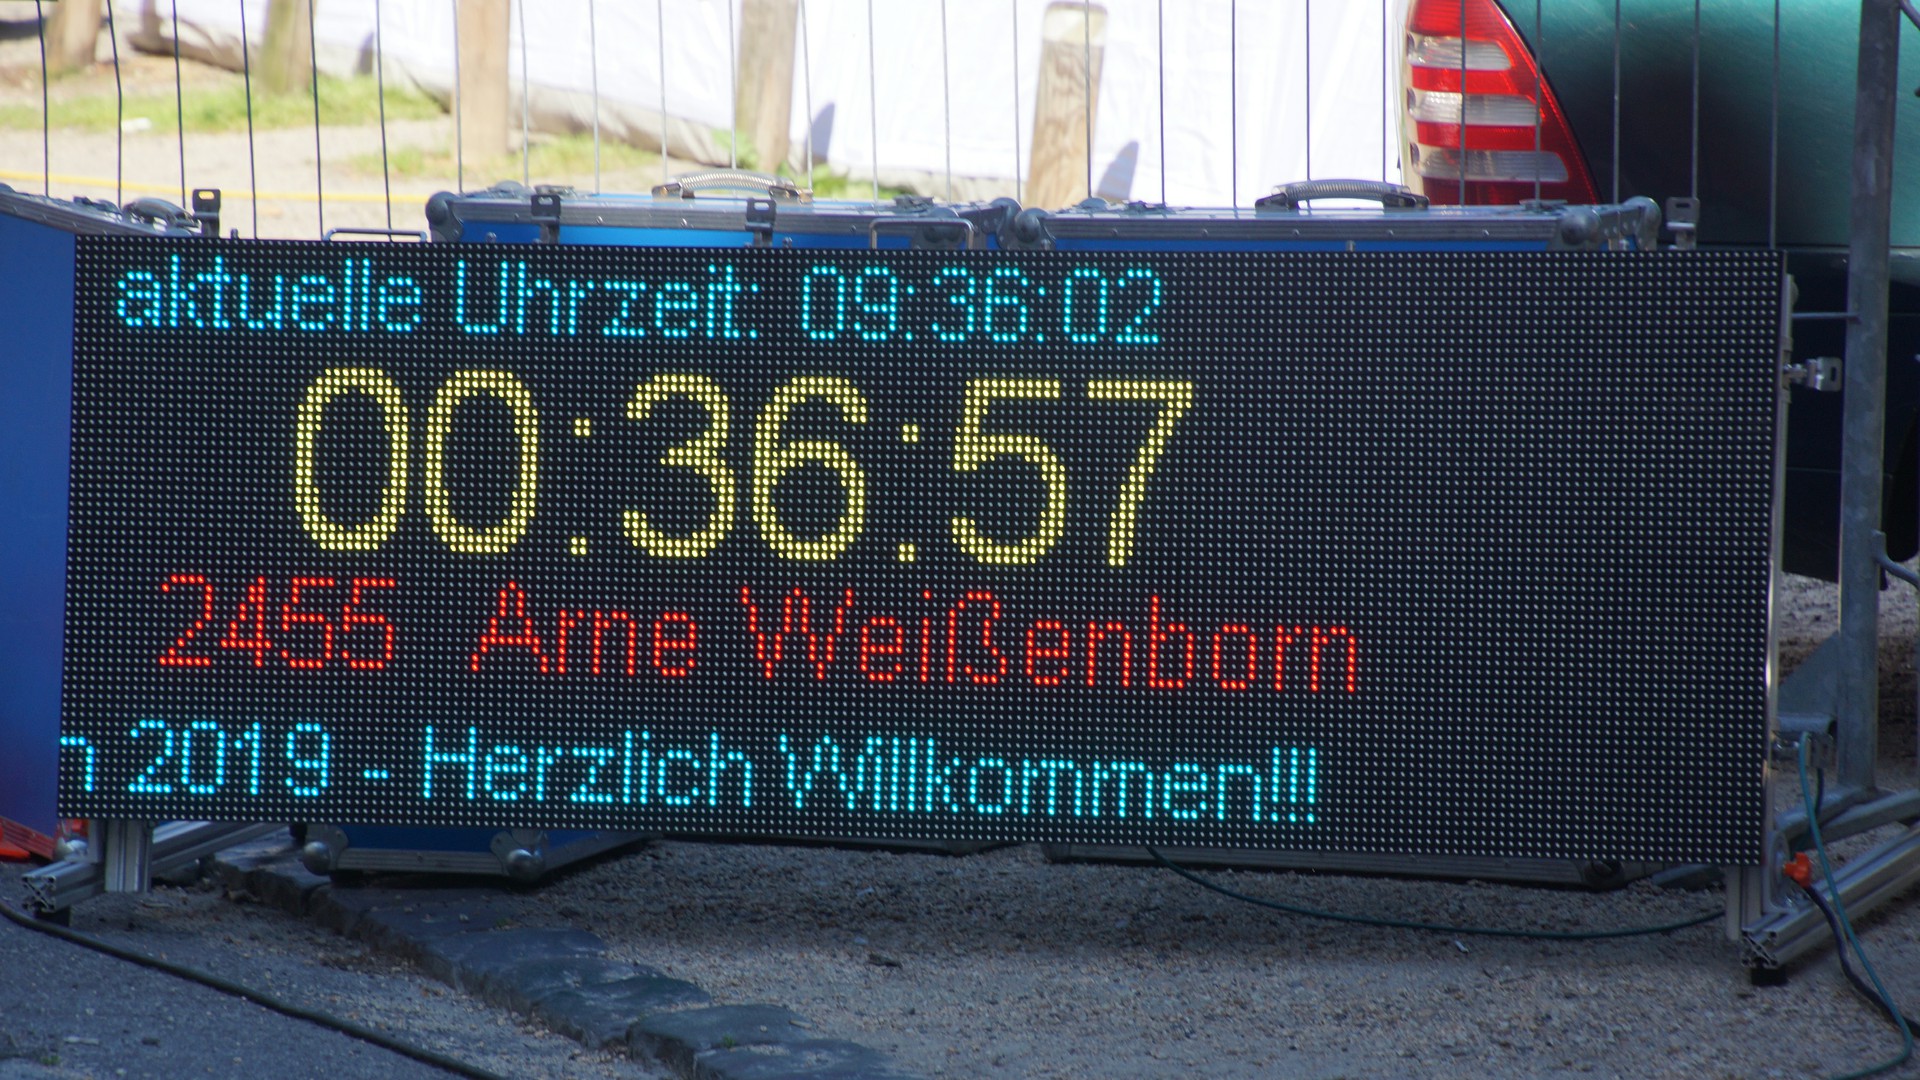 aktuelle Uhrzeit: 09:36:02
00:36:57
2455 Arne Weißenborn
n 2019 - Herzlich Willkommen!!!